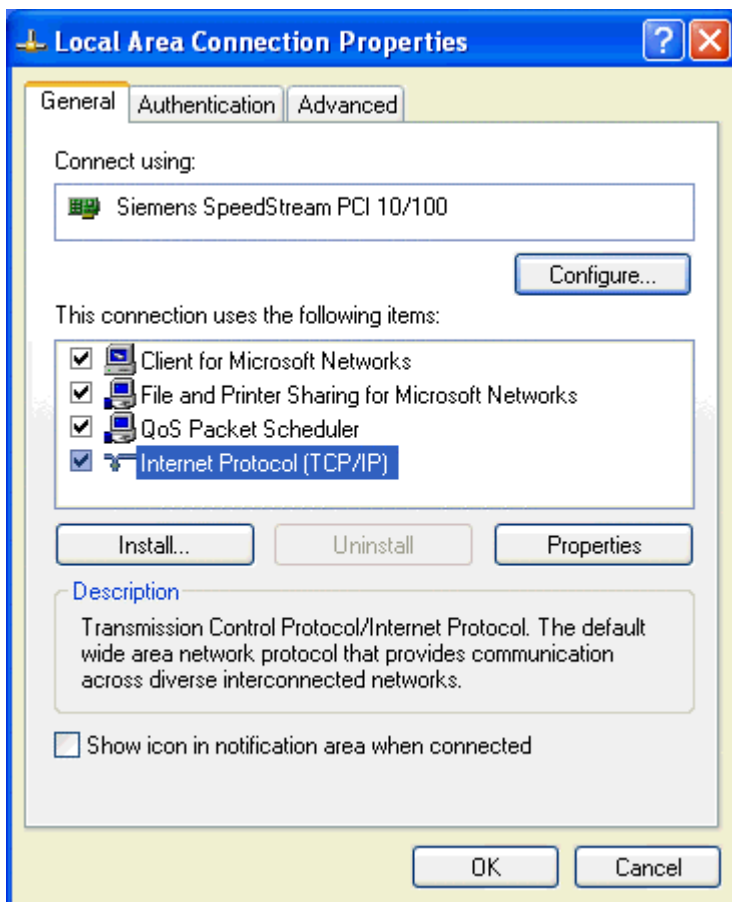 Local Area Connection Properties
General Authentication Advanced
Connect using:
Siemens SpeedStream PCI 10/100
Configure...
This connection uses the following items:
Client for Microsoft Networks
File and Printer Sharing for Microsoft Networks
QoS Packet Scheduler
Internet Protocol (TCP/IP)
Install... Uninstall Properties
Description
Transmission Control Protocol/Internet Protocol. The default
wide area network protocol that provides communication
across diverse interconnected networks.
Show icon in notification area when connected
OK Cancel